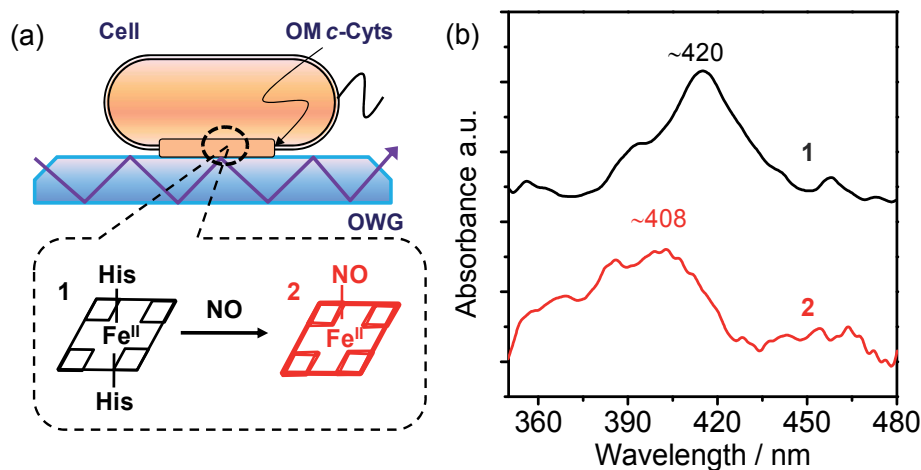 (a)
Cell
OM c-Cyts
OWG
1
His
Fe^II
His
NO
2
NO
Fe^II
(b)
Absorbance a.u.
~420
1
~408
2
360 390 420 450 480
Wavelength / nm